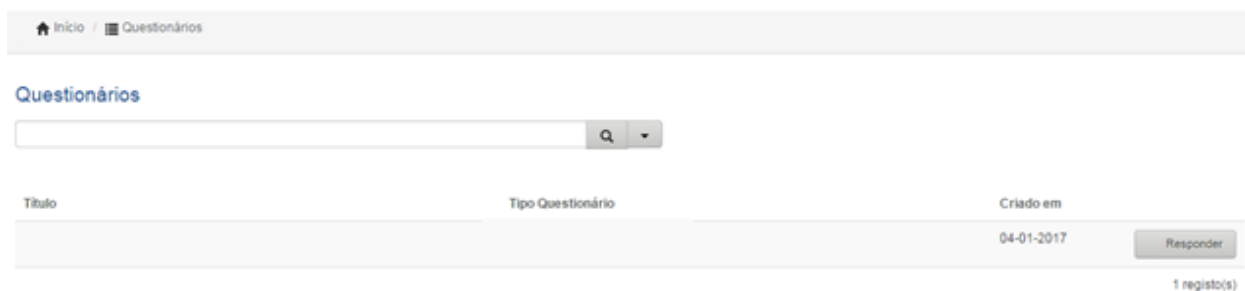 Início / Questionários
Questionários
Título Tipo Questionário Criado em
04-01-2017 Responder
1 registo(s)